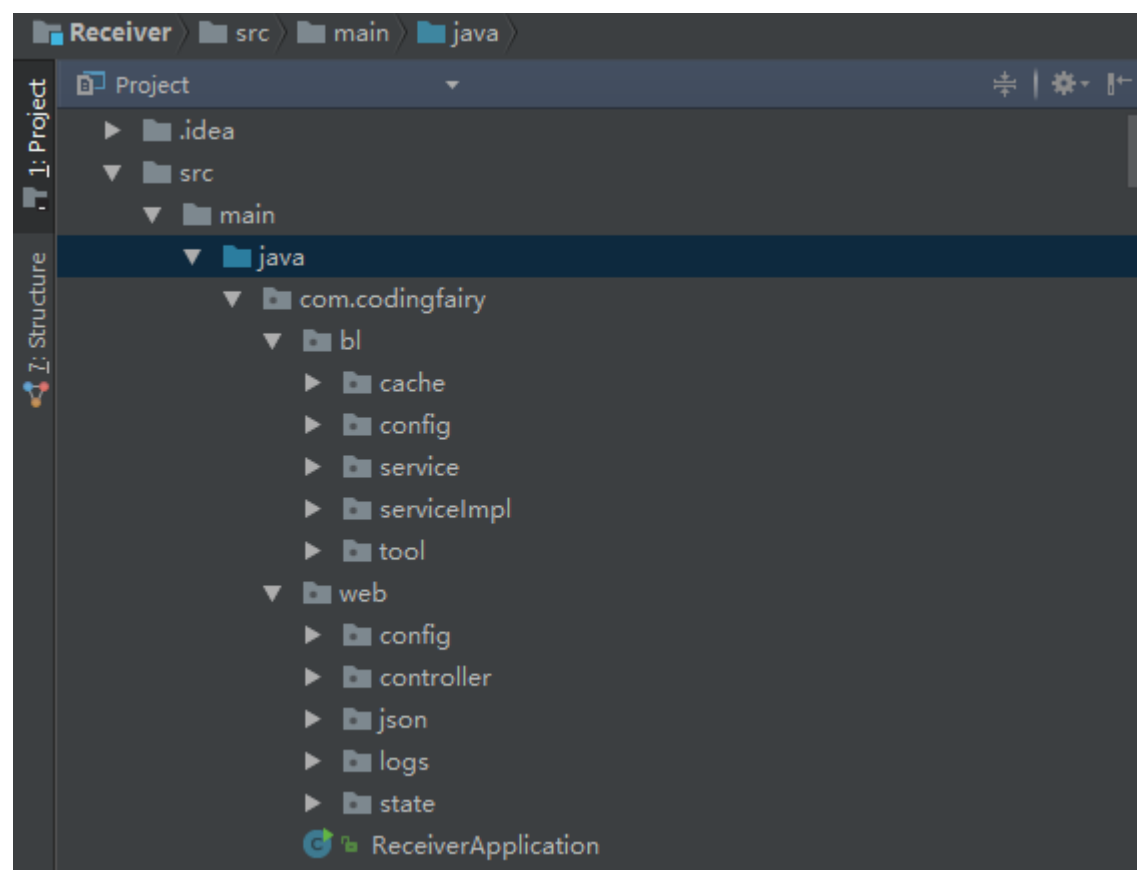 Receiver src main java
Project
1: Project
7: Structure
.idea
src
main
java
com.codingfairy
bl
cache
config
service
serviceImpl
tool
web
config
controller
json
logs
state
ReceiverApplication